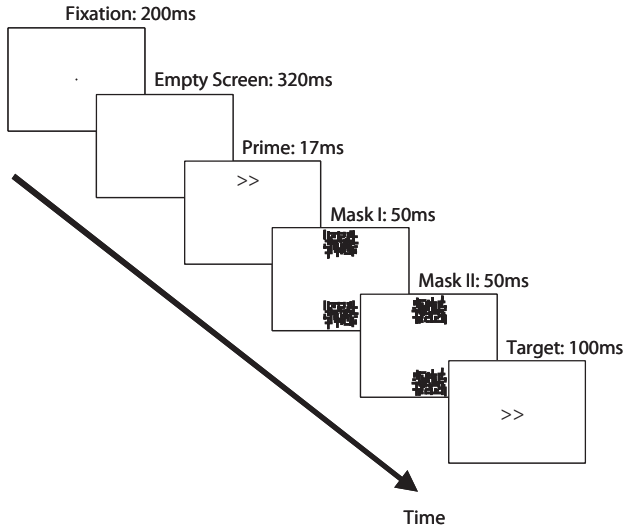 Fixation: 200ms
Empty Screen: 320ms
Prime: 17ms
>>
Mask I: 50ms
Mask II: 50ms
Target: 100ms
>>
Time